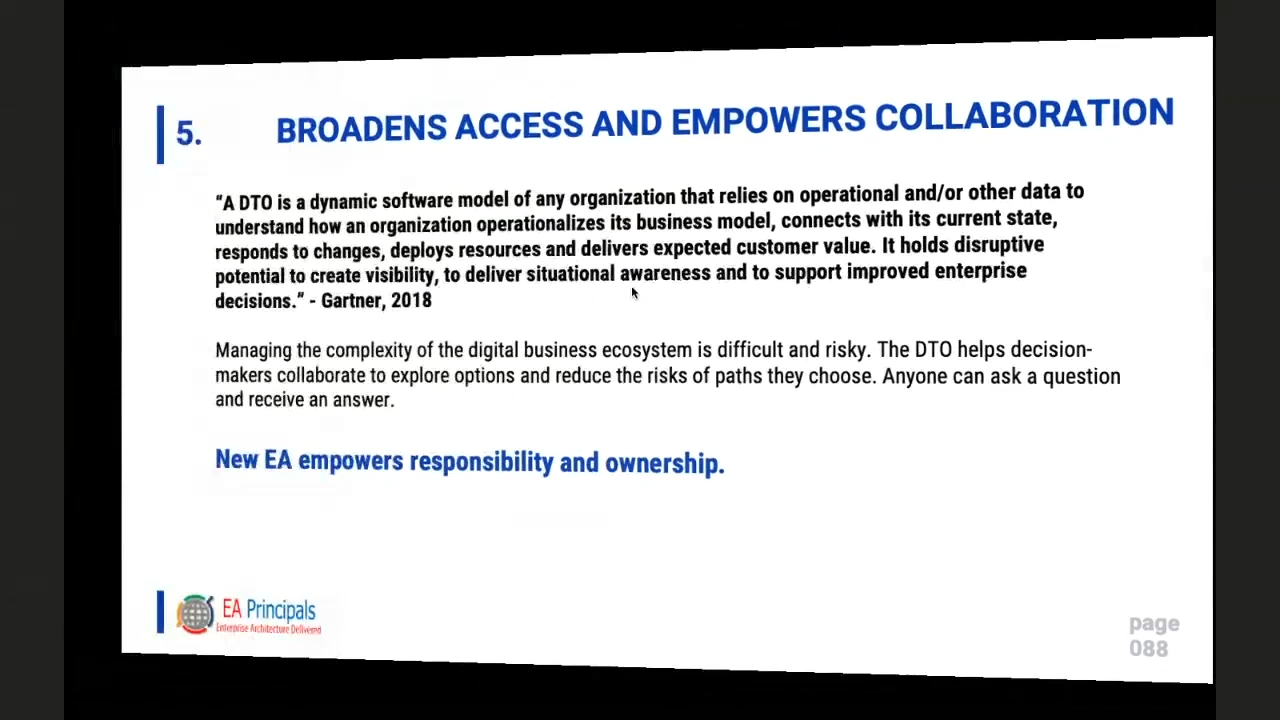 5. BROADENS ACCESS AND EMPOWERS COLLABORATION
“A DTO is a dynamic software model of any organization that relies on operational and/or other data to
understand how an organization operationalizes its business model, connects with its current state,
responds to changes, deploys resources and delivers expected customer value. It holds disruptive
potential to create visibility, to deliver situational awareness and to support improved enterprise
decisions.” - Gartner, 2018
Managing the complexity of the digital business ecosystem is difficult and risky. The DTO helps decision-
makers collaborate to explore options and reduce the risks of paths they choose. Anyone can ask a question
and receive an answer.
New EA empowers responsibility and ownership.
EA Principals
Enterprise Architecture Delivered
page
088